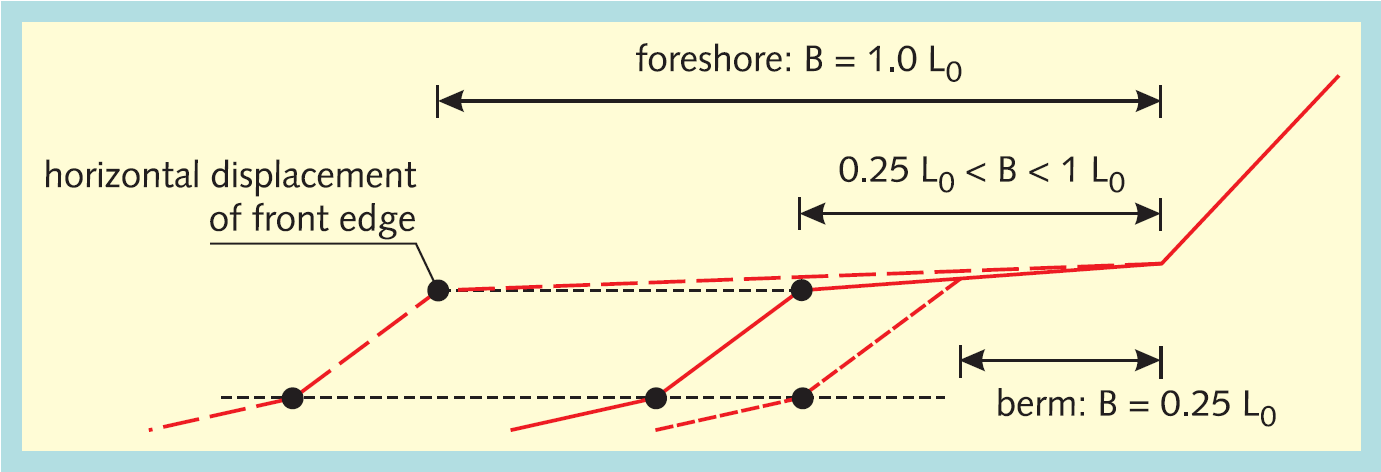 foreshore: B = 1.0 L₀
0.25 L₀ < B < 1 L₀
horizontal displacement
of front edge
berm: B = 0.25 L₀